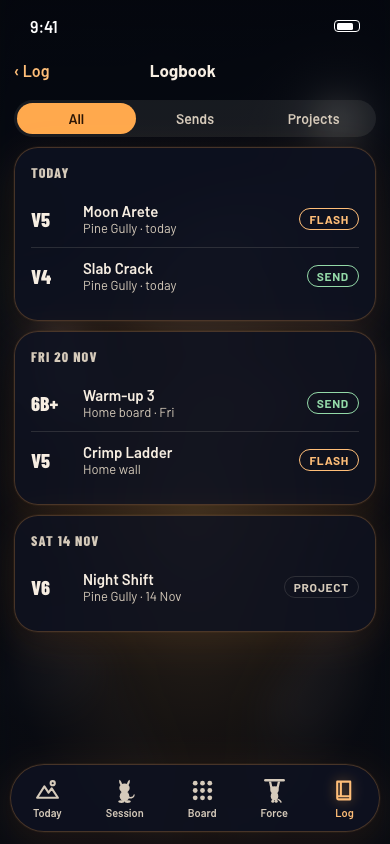 9:41
‹ Log
Logbook
All
Sends
Projects
TODAY
V5
Moon Arete
Pine Gully · today
FLASH
V4
Slab Crack
Pine Gully · today
SEND
FRI 20 NOV
6B+
Warm-up 3
Home board · Fri
SEND
V5
Crimp Ladder
Home wall
FLASH
SAT 14 NOV
V6
Night Shift
Pine Gully · 14 Nov
PROJECT
Today
Session
Board
Force
Log